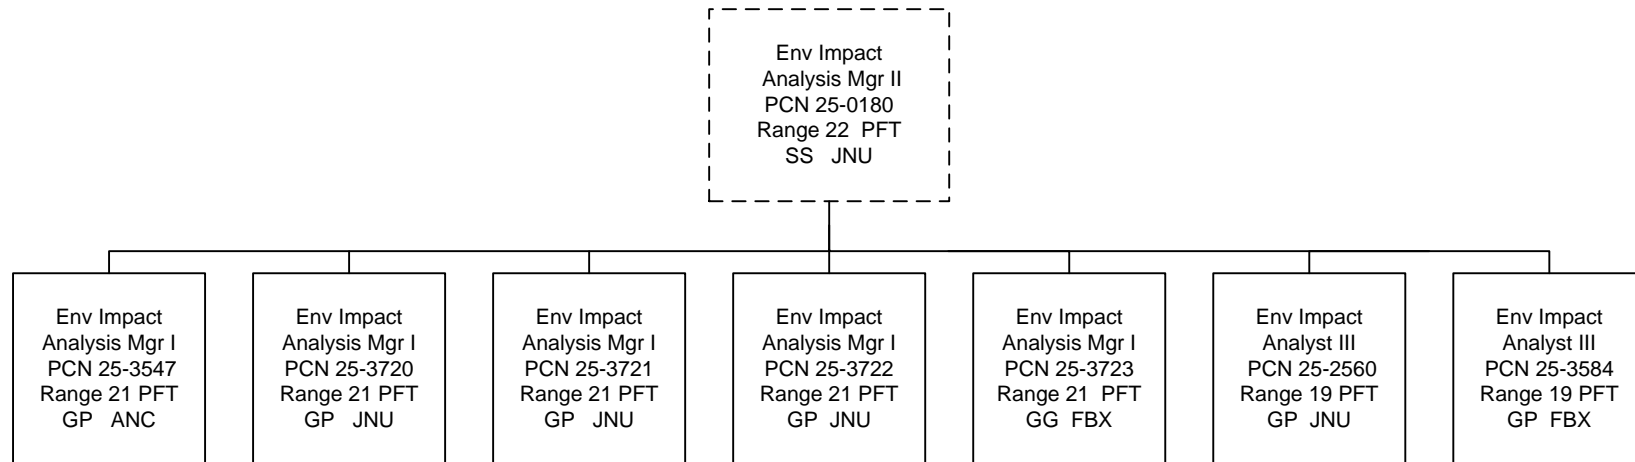 Env Impact
Analysis Mgr II
PCN 25-0180
Range 22 PFT
SS JNU
Env Impact
Analysis Mgr I
PCN 25-3547
Range 21 PFT
GP ANC
Env Impact
Analysis Mgr I
PCN 25-3720
Range 21 PFT
GP JNU
Env Impact
Analysis Mgr I
PCN 25-3721
Range 21 PFT
GP JNU
Env Impact
Analysis Mgr I
PCN 25-3722
Range 21 PFT
GP JNU
Env Impact
Analysis Mgr I
PCN 25-3723
Range 21 PFT
GG FBX
Env Impact
Analyst III
PCN 25-2560
Range 19 PFT
GP JNU
Env Impact
Analyst III
PCN 25-3584
Range 19 PFT
GP FBX